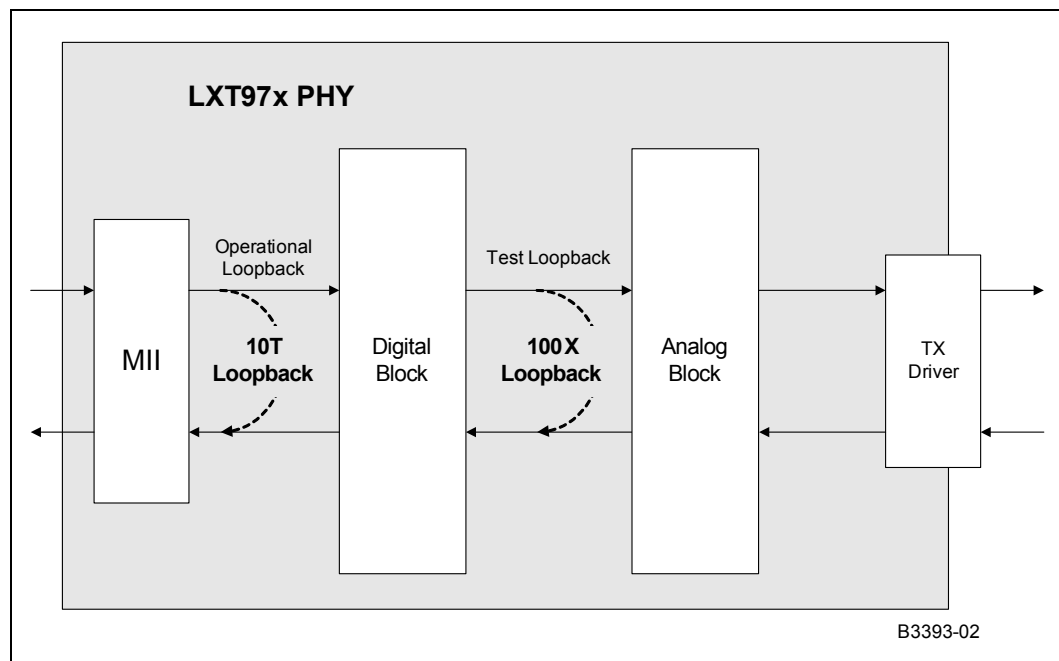 LXT97x PHY
Operational
Loopback
Test Loopback
MII
10T
Loopback
Digital
Block
100X
Loopback
Analog
Block
TX
Driver
B3393-02